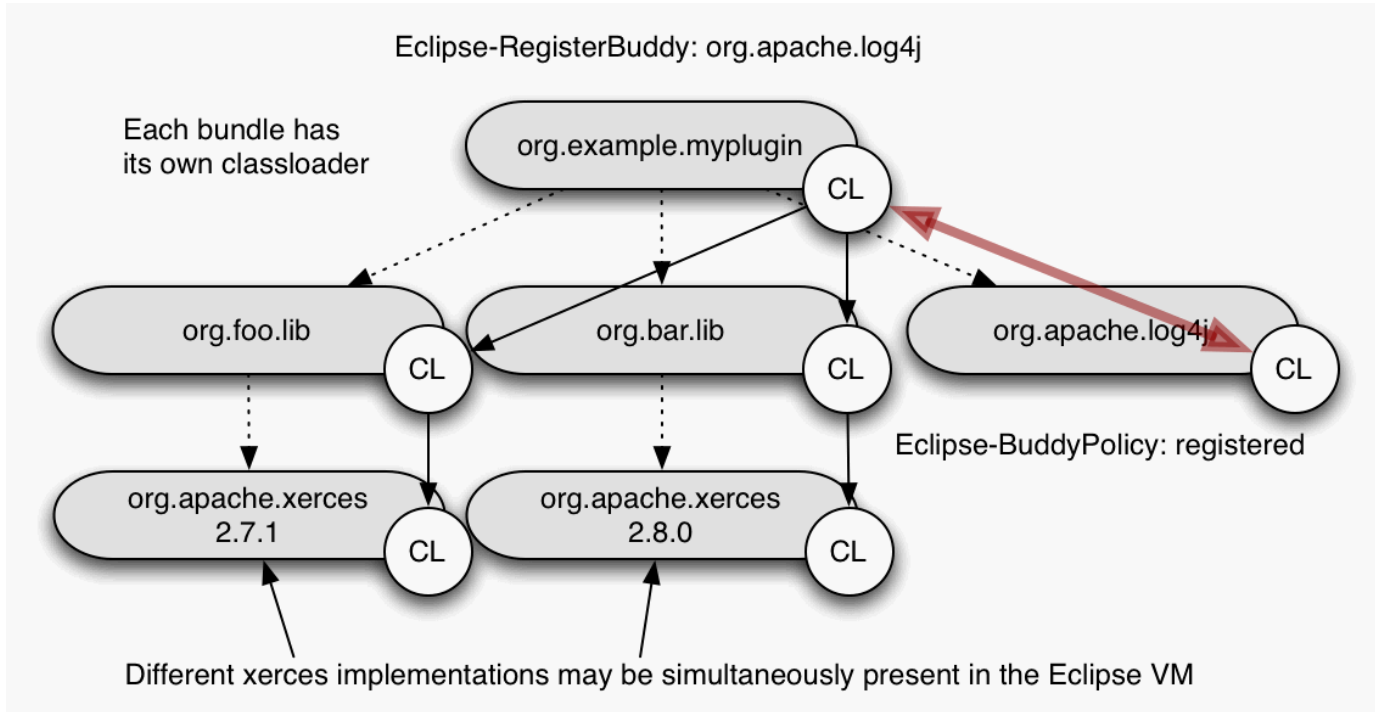 Eclipse-RegisterBuddy: org.apache.log4j
Each bundle has
its own classloader
org.example.myplugin
CL
org.foo.lib
CL
org.bar.lib
CL
org.apache.log4j
CL
Eclipse-BuddyPolicy: registered
org.apache.xerces
2.7.1
CL
org.apache.xerces
2.8.0
CL
Different xerces implementations may be simultaneously present in the Eclipse VM